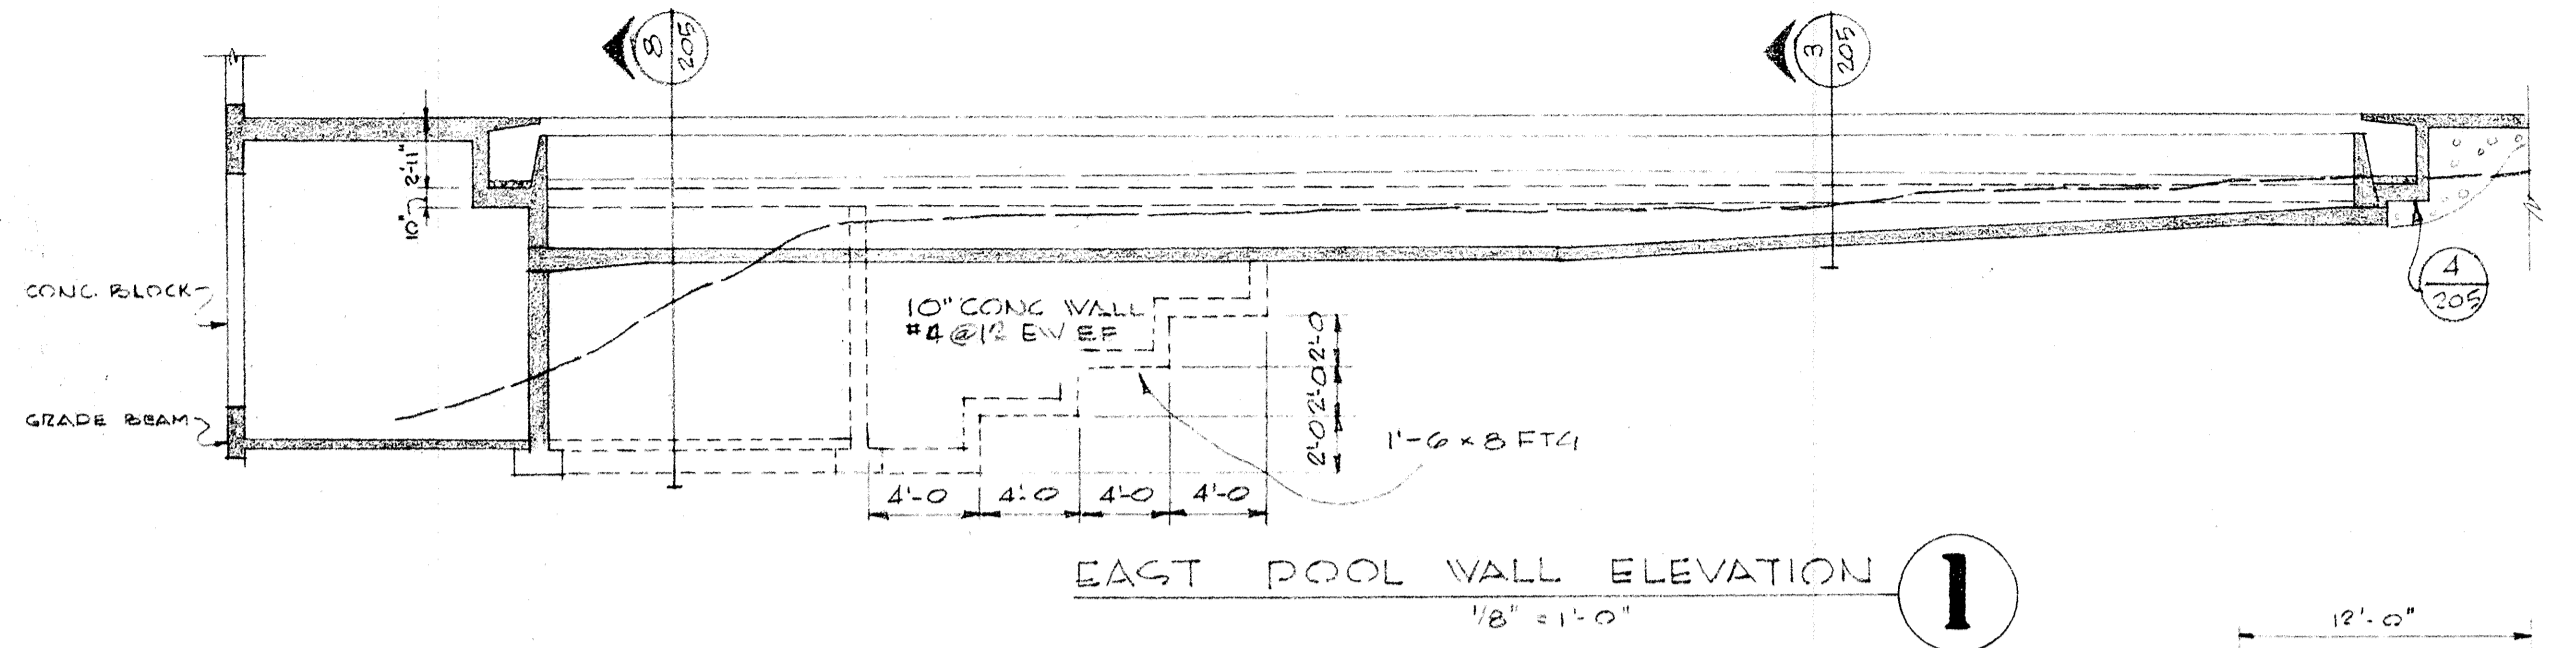 8
205
3
205
2'-11"
10"
CONC. BLOCK
10" CONC WALL
#4 @ 12 EW EF
4
205
GRADE BEAM
2'-0 2'-0 2'-0
1'-6 x 8 FTG
4'-0 4'-0 4'-0 4'-0
EAST POOL WALL ELEVATION 1
1/8" = 1'-0"
12'-0"